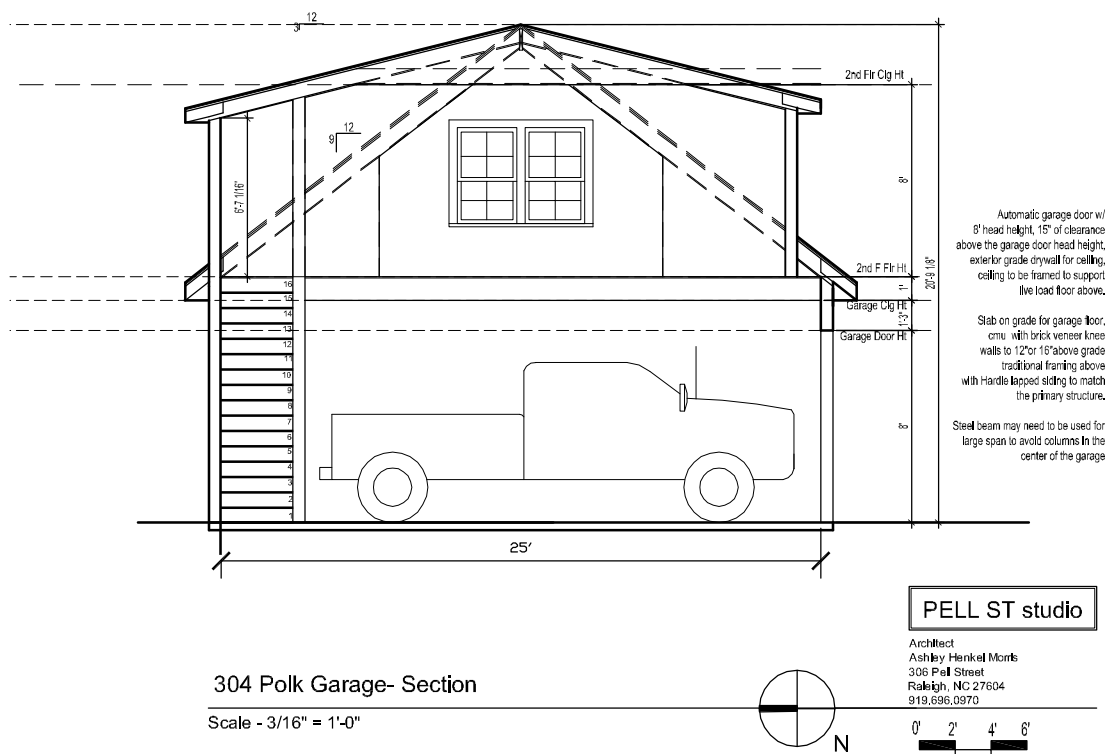 12
3
2nd Flr Clg Ht
12
9
6'-7 1/16"
8'
20'-9 1/8"
Automatic garage door w/
8' head height, 15" of clearance
above the garage door head height,
exterior grade drywall for ceiling,
ceiling to be framed to support
live load floor above.
2nd F Flr Ht
1'
Garage Clg Ht
1'-3"
Garage Door Ht
Slab on grade for garage floor,
cmu with brick veneer knee
walls to 12"or 16"above grade
traditional framing above
with Hardie lapped siding to match
the primary structure.
Steel beam may need to be used for
large span to avoid columns in the
center of the garage
8'
16
15
14
13
12
11
10
9
8
7
6
5
4
3
2
1
25'
PELL ST studio
Architect
Ashley Henkel Morris
306 Pell Street
Raleigh, NC 27604
919.696.0970
304 Polk Garage- Section
Scale - 3/16" = 1'-0"
N
0' 2' 4' 6'